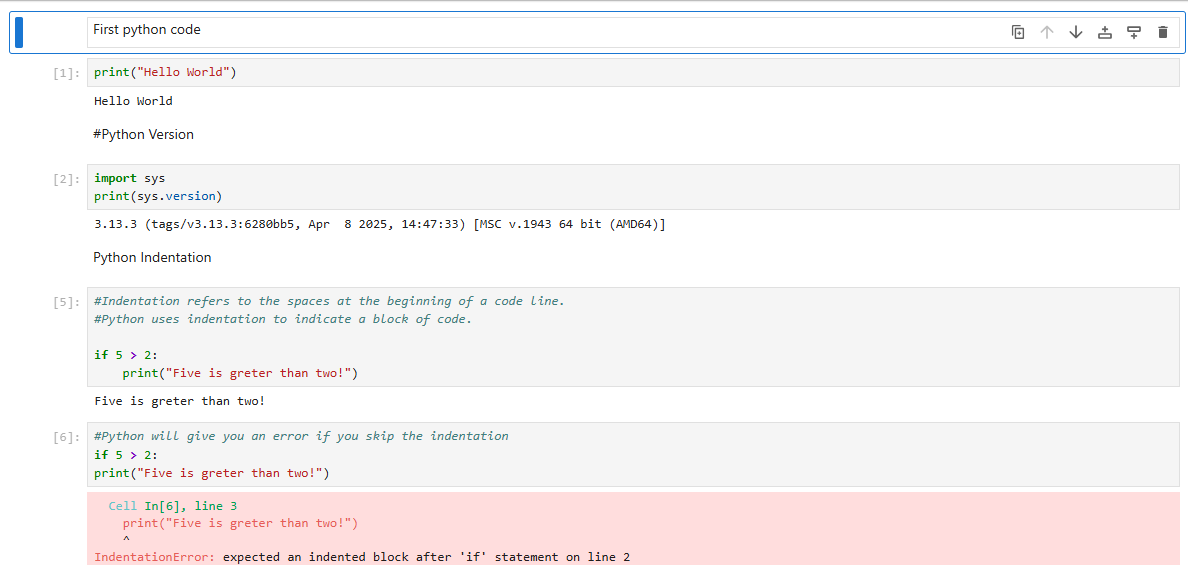 First python code
[1]: print("Hello World")
Hello World
#Python Version
[2]: import sys
print(sys.version)
3.13.3 (tags/v3.13.3:6280bb5, Apr  8 2025, 14:47:33) [MSC v.1943 64 bit (AMD64)]
Python Indentation
[5]: #Indentation refers to the spaces at the beginning of a code line.
#Python uses indentation to indicate a block of code.
if 5 > 2:
    print("Five is greter than two!")
Five is greter than two!
[6]: #Python will give you an error if you skip the indentation
if 5 > 2:
print("Five is greter than two!")
  Cell In[6], line 3
    print("Five is greter than two!")
    ^
IndentationError: expected an indented block after 'if' statement on line 2